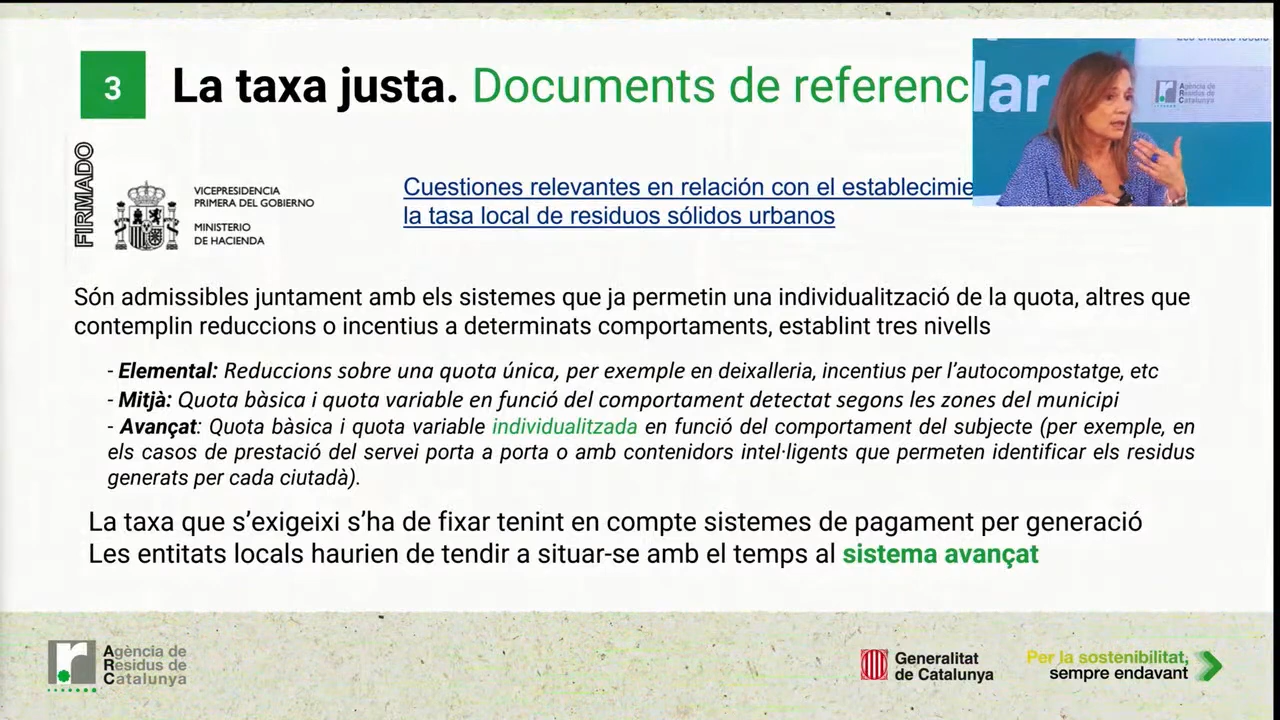 3
La taxa justa. Documents de referenc
Les entitats locals
lar
Agència de
Residus de
Catalunya
FIRMADO
VICEPRESIDENCIA
PRIMERA DEL GOBIERNO
MINISTERIO
DE HACIENDA
Cuestiones relevantes en relación con el establecimie
la tasa local de residuos sólidos urbanos
Són admissibles juntament amb els sistemes que ja permetin una individualització de la quota, altres que
contemplin reduccions o incentius a determinats comportaments, establint tres nivells
- Elemental: Reduccions sobre una quota única, per exemple en deixalleria, incentius per l’autocompostatge, etc
- Mitjà: Quota bàsica i quota variable en funció del comportament detectat segons les zones del municipi
- Avançat: Quota bàsica i quota variable individualitzada en funció del comportament del subjecte (per exemple, en
els casos de prestació del servei porta a porta o amb contenidors intel·ligents que permeten identificar els residus
generats per cada ciutadà).
La taxa que s’exigeixi s’ha de fixar tenint en compte sistemes de pagament per generació
Les entitats locals haurien de tendir a situar-se amb el temps al sistema avançat
Agència de
Residus de
Catalunya
Generalitat
de Catalunya
Per la sostenibilitat,
sempre endavant